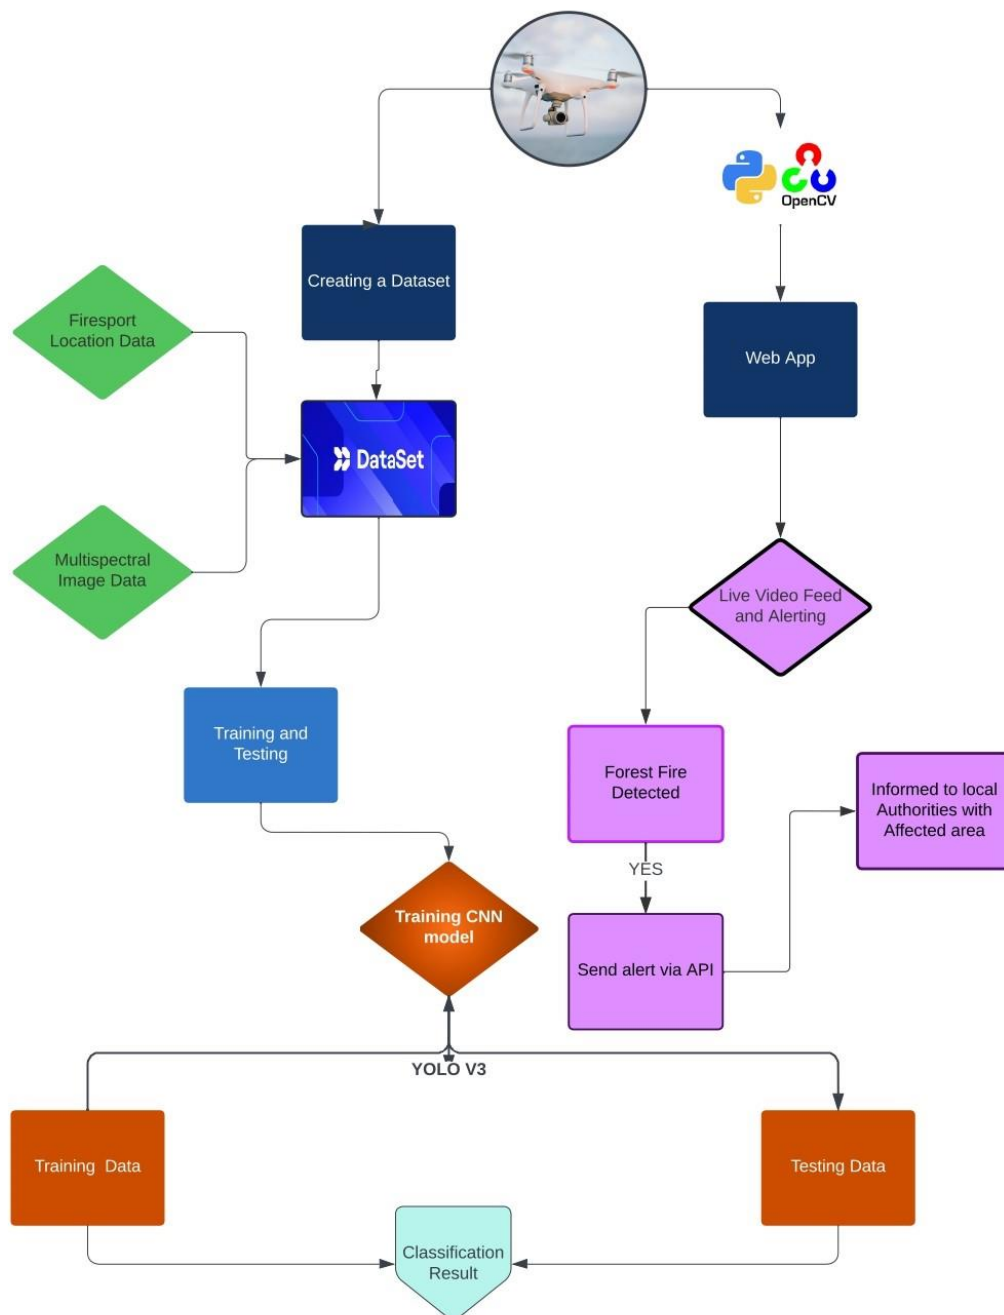 OpenCV
Creating a Dataset
Firesport
Location Data
Web App
DataSet
Multispectral
Image Data
Live Video Feed
and Alerting
Training and
Testing
Forest Fire
Detected
Informed to local
Authorities with
Affected area
YES
Training CNN
model
Send alert via API
YOLO V3
Training Data
Testing Data
Classification
Result